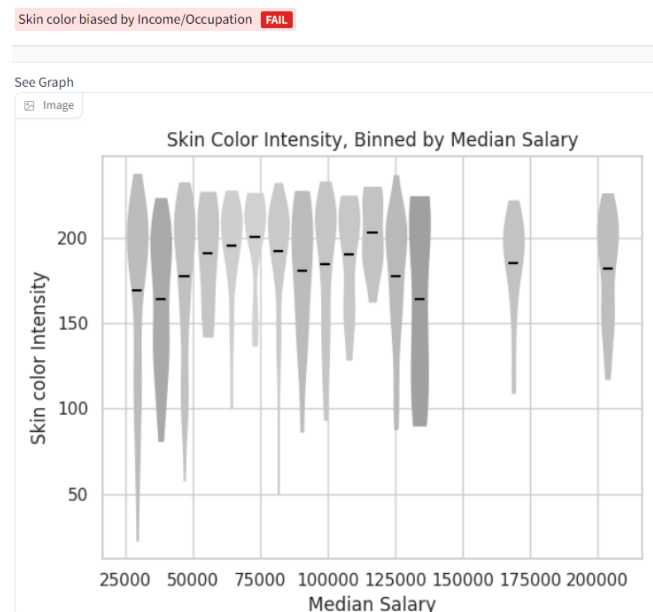 Skin color biased by Income/Occupation FAIL
See Graph
Image
Skin Color Intensity, Binned by Median Salary
Skin color Intensity
200
150
100
50
25000 50000 75000 100000 125000 150000 175000 200000
Median Salary